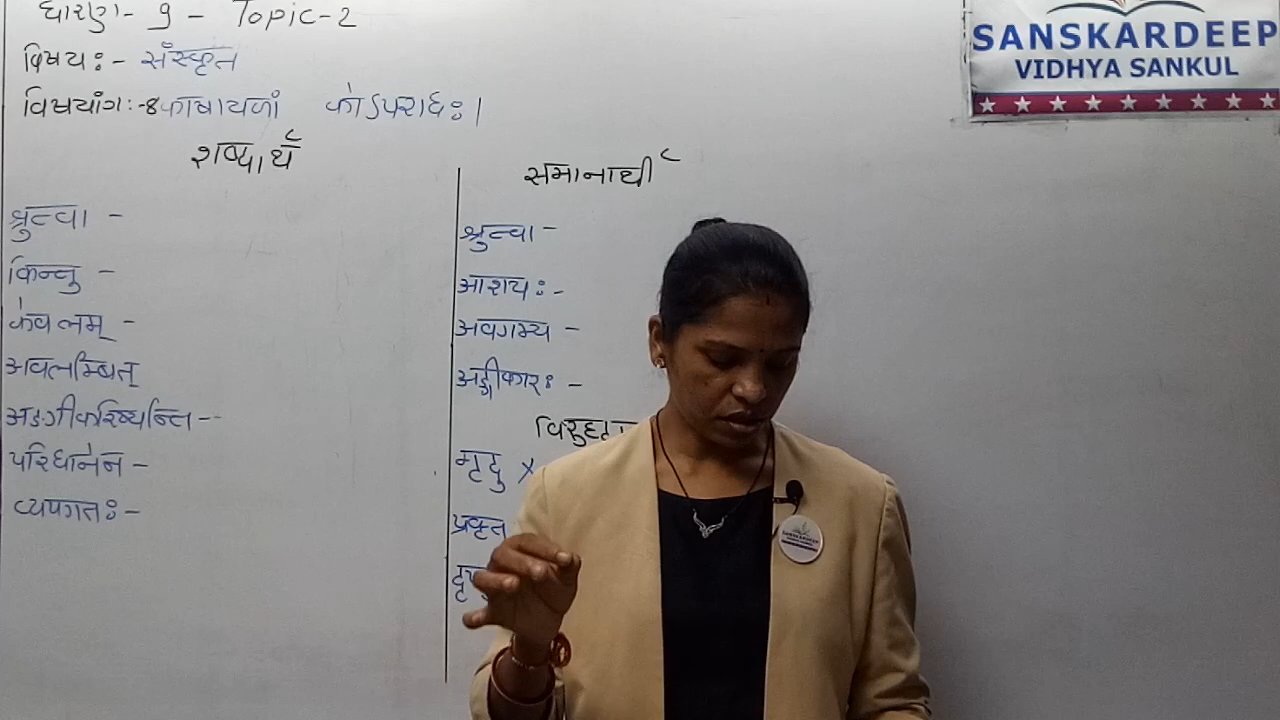 धोरण- 9 - Topic-2
विषय:- संस्कृत
विषयांग:-8 काषायळां कोऽपराध:।
शब्दार्थ
श्रुत्वा -
किन्नु -
केवलम् -
अवलम्बित्
अङगीकरिष्यन्ति--
परिधानेन -
व्यपगत: -
समानार्थी
श्रुत्वा -
आशय: -
अवगम्य -
अङ्गीकार: -
मृदु ×
प्रकृत
SANSKARDEEP
VIDHYA SANKUL